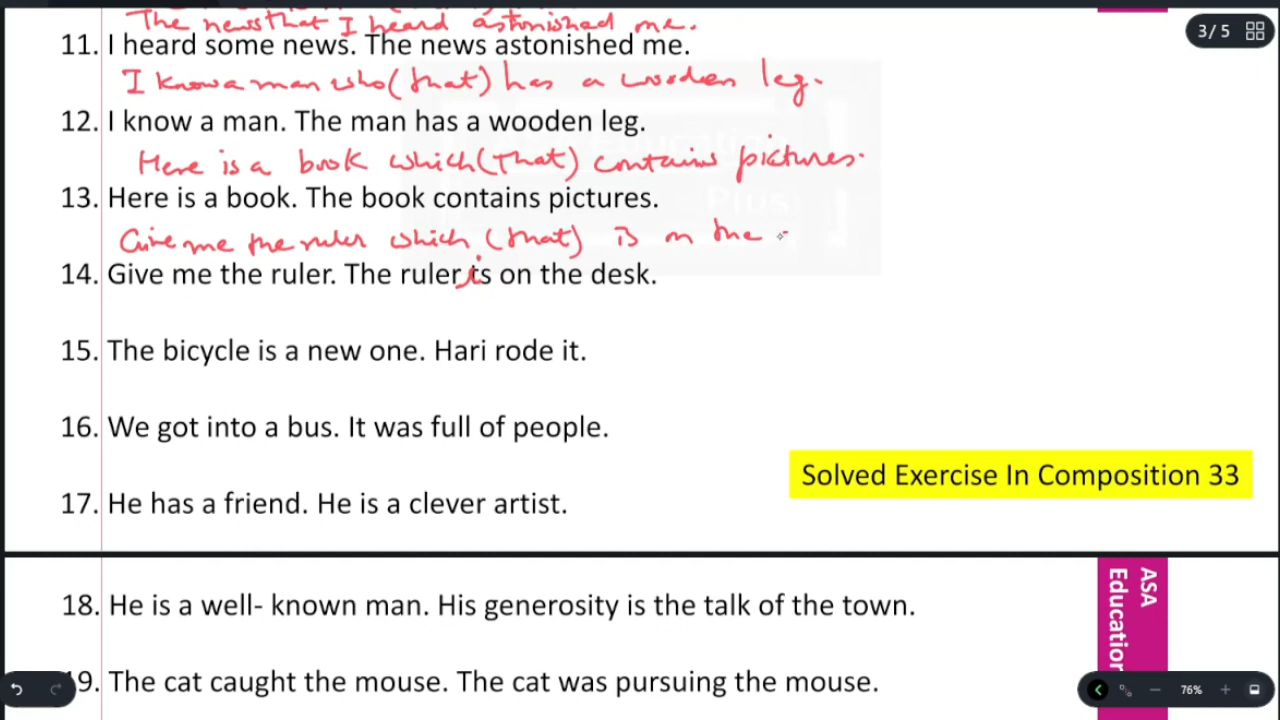 The news that I heard astonished me.
3/5
11. I heard some news. The news astonished me.
I know a man who (that) has a wooden leg.
12. I know a man. The man has a wooden leg.
Here is a book which (that) contains pictures.
13. Here is a book. The book contains pictures.
Plus
Give me the ruler which (that) is on the
14. Give me the ruler. The ruler is on the desk.
15. The bicycle is a new one. Hari rode it.
16. We got into a bus. It was full of people.
Solved Exercise In Composition 33
17. He has a friend. He is a clever artist.
18. He is a well- known man. His generosity is the talk of the town.
ASA
Education
9. The cat caught the mouse. The cat was pursuing the mouse.
76%